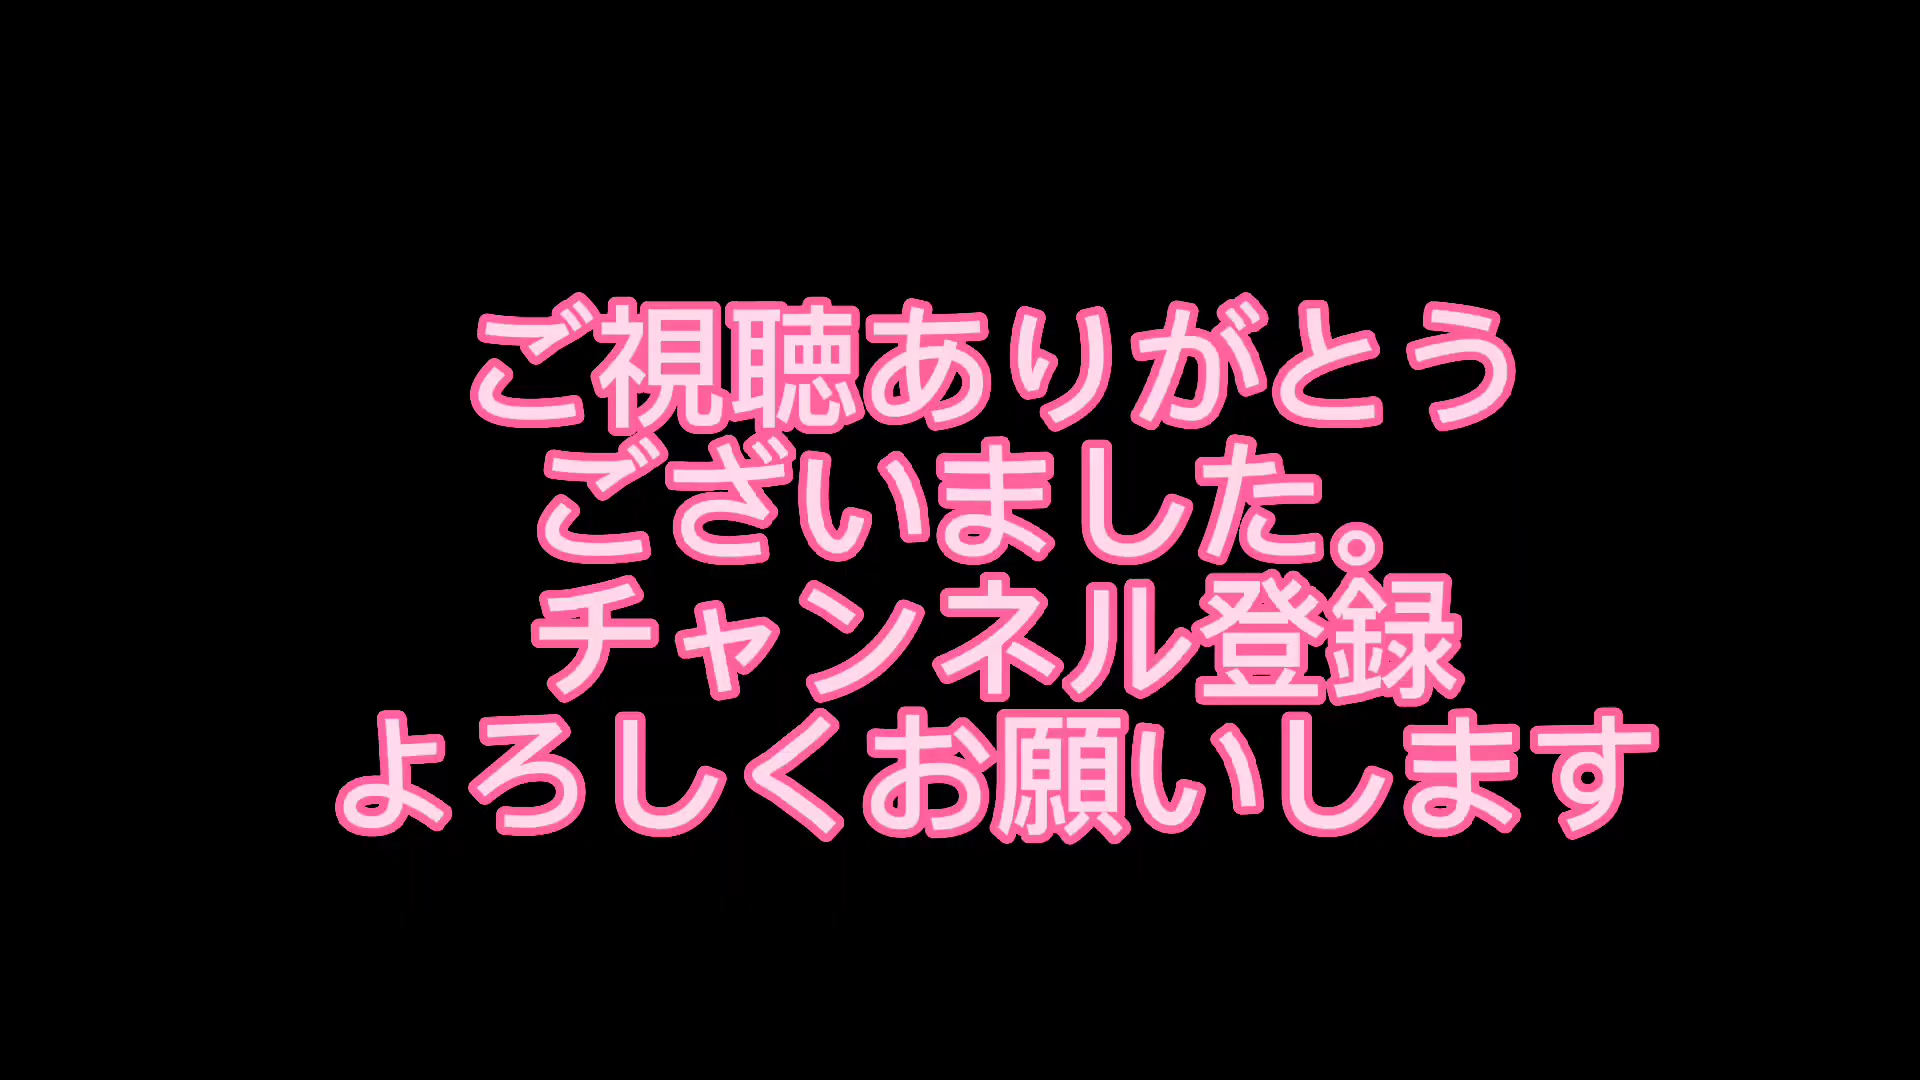 ご視聴ありがとう
ございました。
チャンネル登録
よろしくお願いします